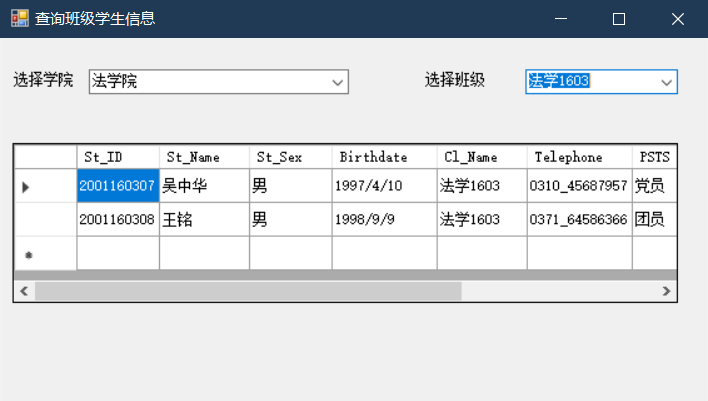 查询班级学生信息
选择学院 法学院 选择班级 法学1603
St_ID St_Name St_Sex Birthdate Cl_Name Telephone PSTS
2001160307 吴中华 男 1997/4/10 法学1603 0310_45687957 党员
2001160308 王铭 男 1998/9/9 法学1603 0371_64586366 团员